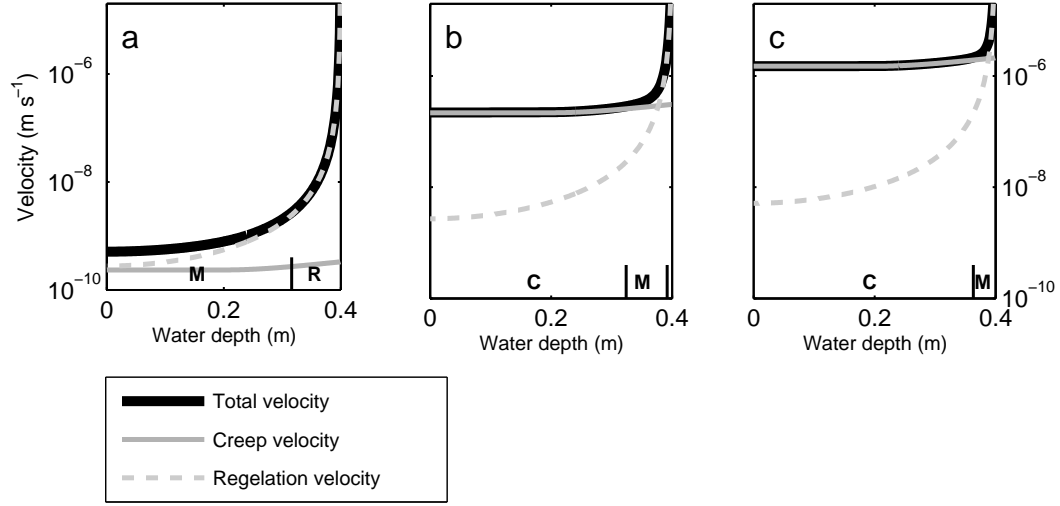 a
b
c
Velocity (m s⁻¹)
10⁻⁶
10⁻⁸
10⁻¹⁰
10⁻⁶
10⁻⁸
10⁻¹⁰
M R
C M
C M
0 0.2 0.4
0 0.2 0.4
0 0.2 0.4
Water depth (m)
Water depth (m)
Water depth (m)
Total velocity
Creep velocity
Regelation velocity